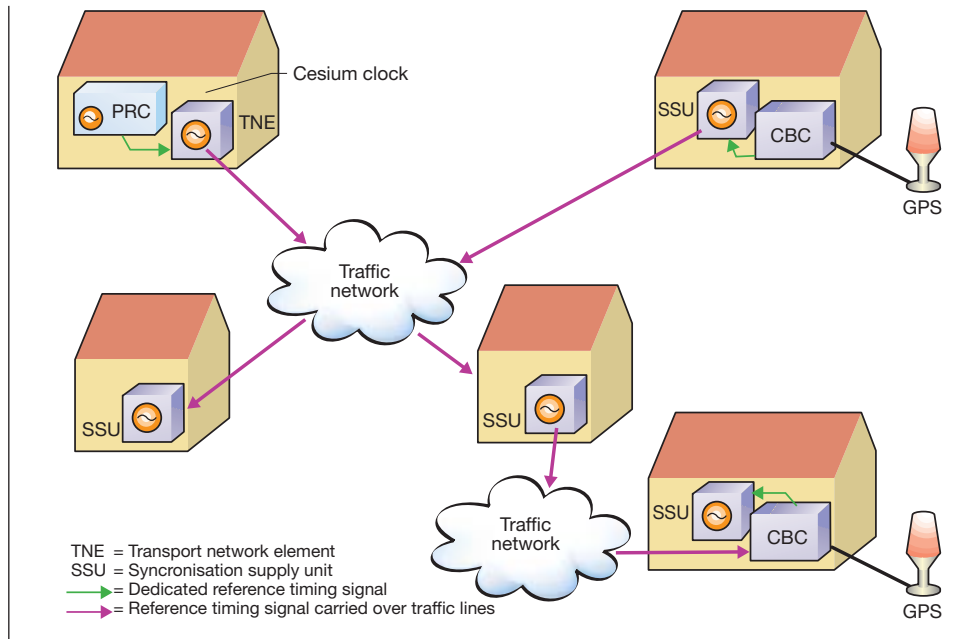 Cesium clock
PRC
TNE
SSU
CBC
GPS
Traffic
network
SSU
SSU
Traffic
network
SSU
CBC
GPS
TNE = Transport network element
SSU = Syncronisation supply unit
= Dedicated reference timing signal
= Reference timing signal carried over traffic lines